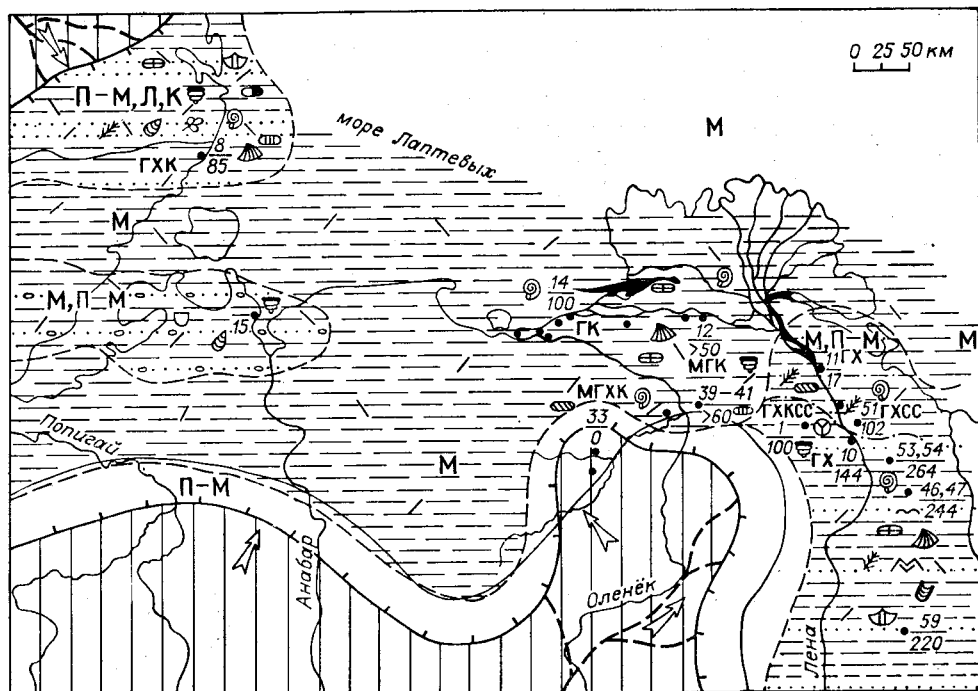 0 25 50 км
П-М, Л, К
море Лаптевых
М
8
85
ГХК
М
М, П-М
15
14
100
ГК
12
>50
МГК
М, П-М
М
11
17
ГХ
МГХК
39-41
>60
ГХКСС
1
100
51
102
ГХСС
33
0
ГХ
10
144
53, 54
264
46, 47
244
Попигай
М
П-М
Анабар
Оленёк
Лена
59
220